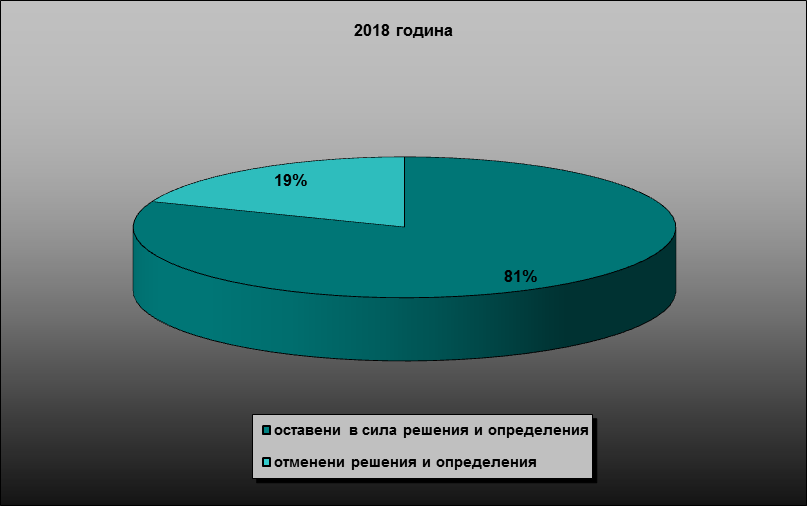 2018 година
19%
81%
оставени в сила решения и определения
отменени решения и определения